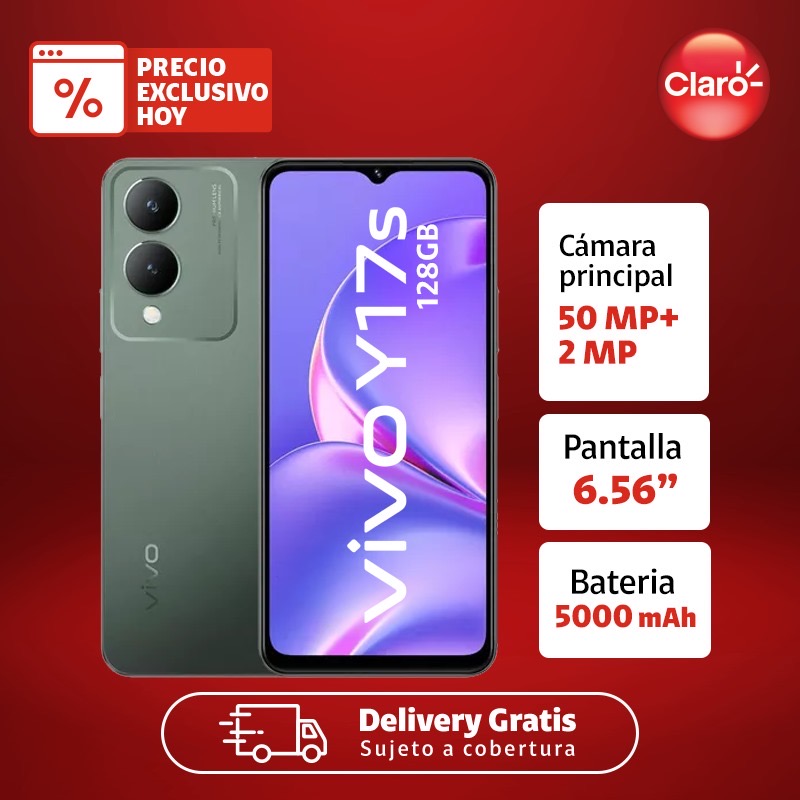 %
PRECIO
EXCLUSIVO
HOY
Claro
vivo Y17s
128GB
vivo
Cámara
principal
50 MP+
2 MP
Pantalla
6.56”
Bateria
5000 mAh
Delivery Gratis
Sujeto a cobertura